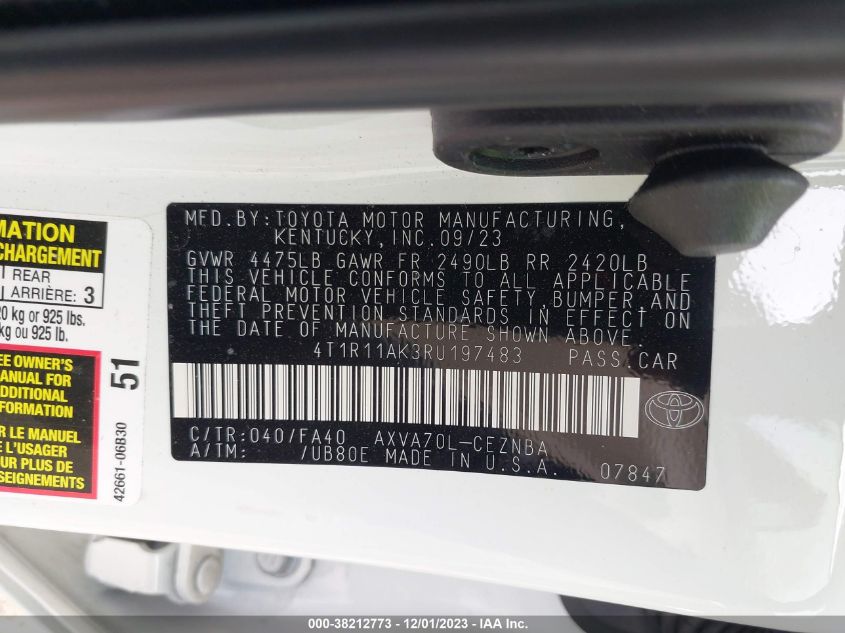 MATION
CHARGEMENT
REAR
ARRIÈRE: 3
20 kg or 925 lbs.
kg ou 925 lb.
EE OWNER'S
MANUAL FOR
ADDITIONAL
FORMATION
R LE MANUEL
E L'USAGER
UR PLUS DE
SEIGNEMENTS
51
42661-06B30
MFD.BY:TOYOTA MOTOR MANUFACTURING,
KENTUCKY,INC.09/23
GVWR 4475LB GAWR FR 2490LB RR 2420LB
THIS VEHICLE CONFORMS TO ALL APPLICABLE
FEDERAL MOTOR VEHICLE SAFETY,BUMPER,AND
THEFT PREVENTION STANDARDS IN EFFECT ON
THE DATE OF MANUFACTURE SHOWN ABOVE.
4T1R11AK3RU197483 PASS.CAR
C/TR:040/FA40 AXVA70L-CEZNBA
A/TM: /UB80E MADE IN U.S.A. 07847
000-38212773 - 12/01/2023 - IAA Inc.